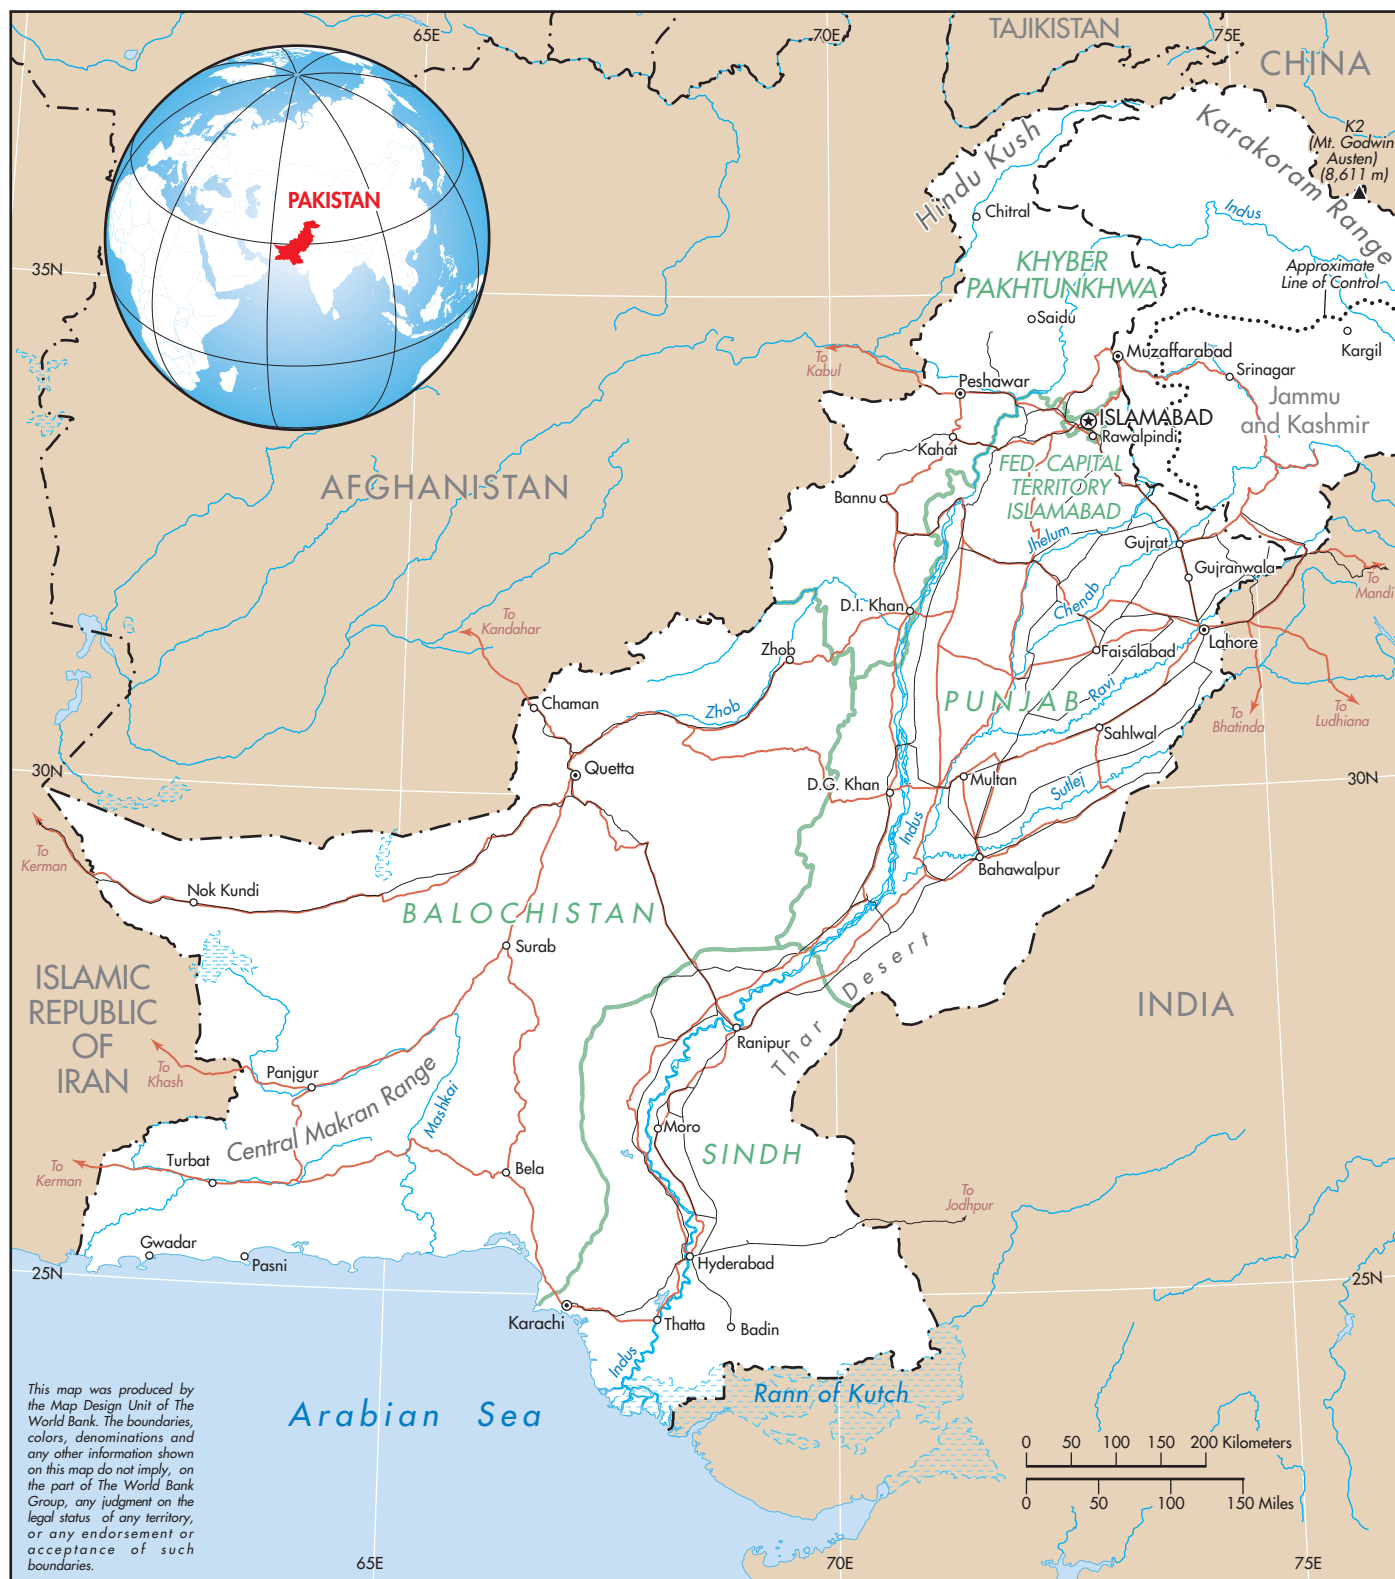 65E
70E
75E
TAJIKISTAN
CHINA
K2
(Mt. Godwin
Austen)
(8,611 m)
Karakoram Range
Hindu Kush
PAKISTAN
Chitral
Indus
35N
KHYBER
PAKHTUNKHWA
Approximate
Line of Control
Saidu
Kargil
Muzaffarabad
Srinagar
To
Kabul
Peshawar
Jammu
and Kashmir
ISLAMABAD
Rawalpindi
Kahat
FED. CAPITAL
TERRITORY
ISLAMABAD
AFGHANISTAN
Bannu
Jhelum
Gujrat
Gujranwala
To
Mandi
Chenab
D.I. Khan
To
Kandahar
Zhob
Faisalabad
Lahore
Ravi
PUNJAB
Chaman
Zhob
Sahlwal
To
Bhatinda
To
Ludhiana
30N
Quetta
D.G. Khan
Multan
Sutlej
30N
Indus
To
Kerman
Bahawalpur
Nok Kundi
BALOCHISTAN
Surab
Thar Desert
ISLAMIC
REPUBLIC
OF
IRAN
INDIA
Ranipur
To
Khash
Panjgur
Central Makran Range
Mashkai
Moro
SINDH
To
Kerman
Turbat
Bela
To
Jodhpur
Gwadar
Pasni
Hyderabad
25N
25N
Karachi
Thatta
Badin
Indus
Rann of Kutch
Arabian Sea
This map was produced by
the Map Design Unit of The
World Bank. The boundaries,
colors, denominations and
any other information shown
on this map do not imply, on
the part of The World Bank
Group, any judgment on the
legal status of any territory,
or any endorsement or
acceptance of such
boundaries.
0 50 100 150 200 Kilometers
0 50 100 150 Miles
65E
70E
75E